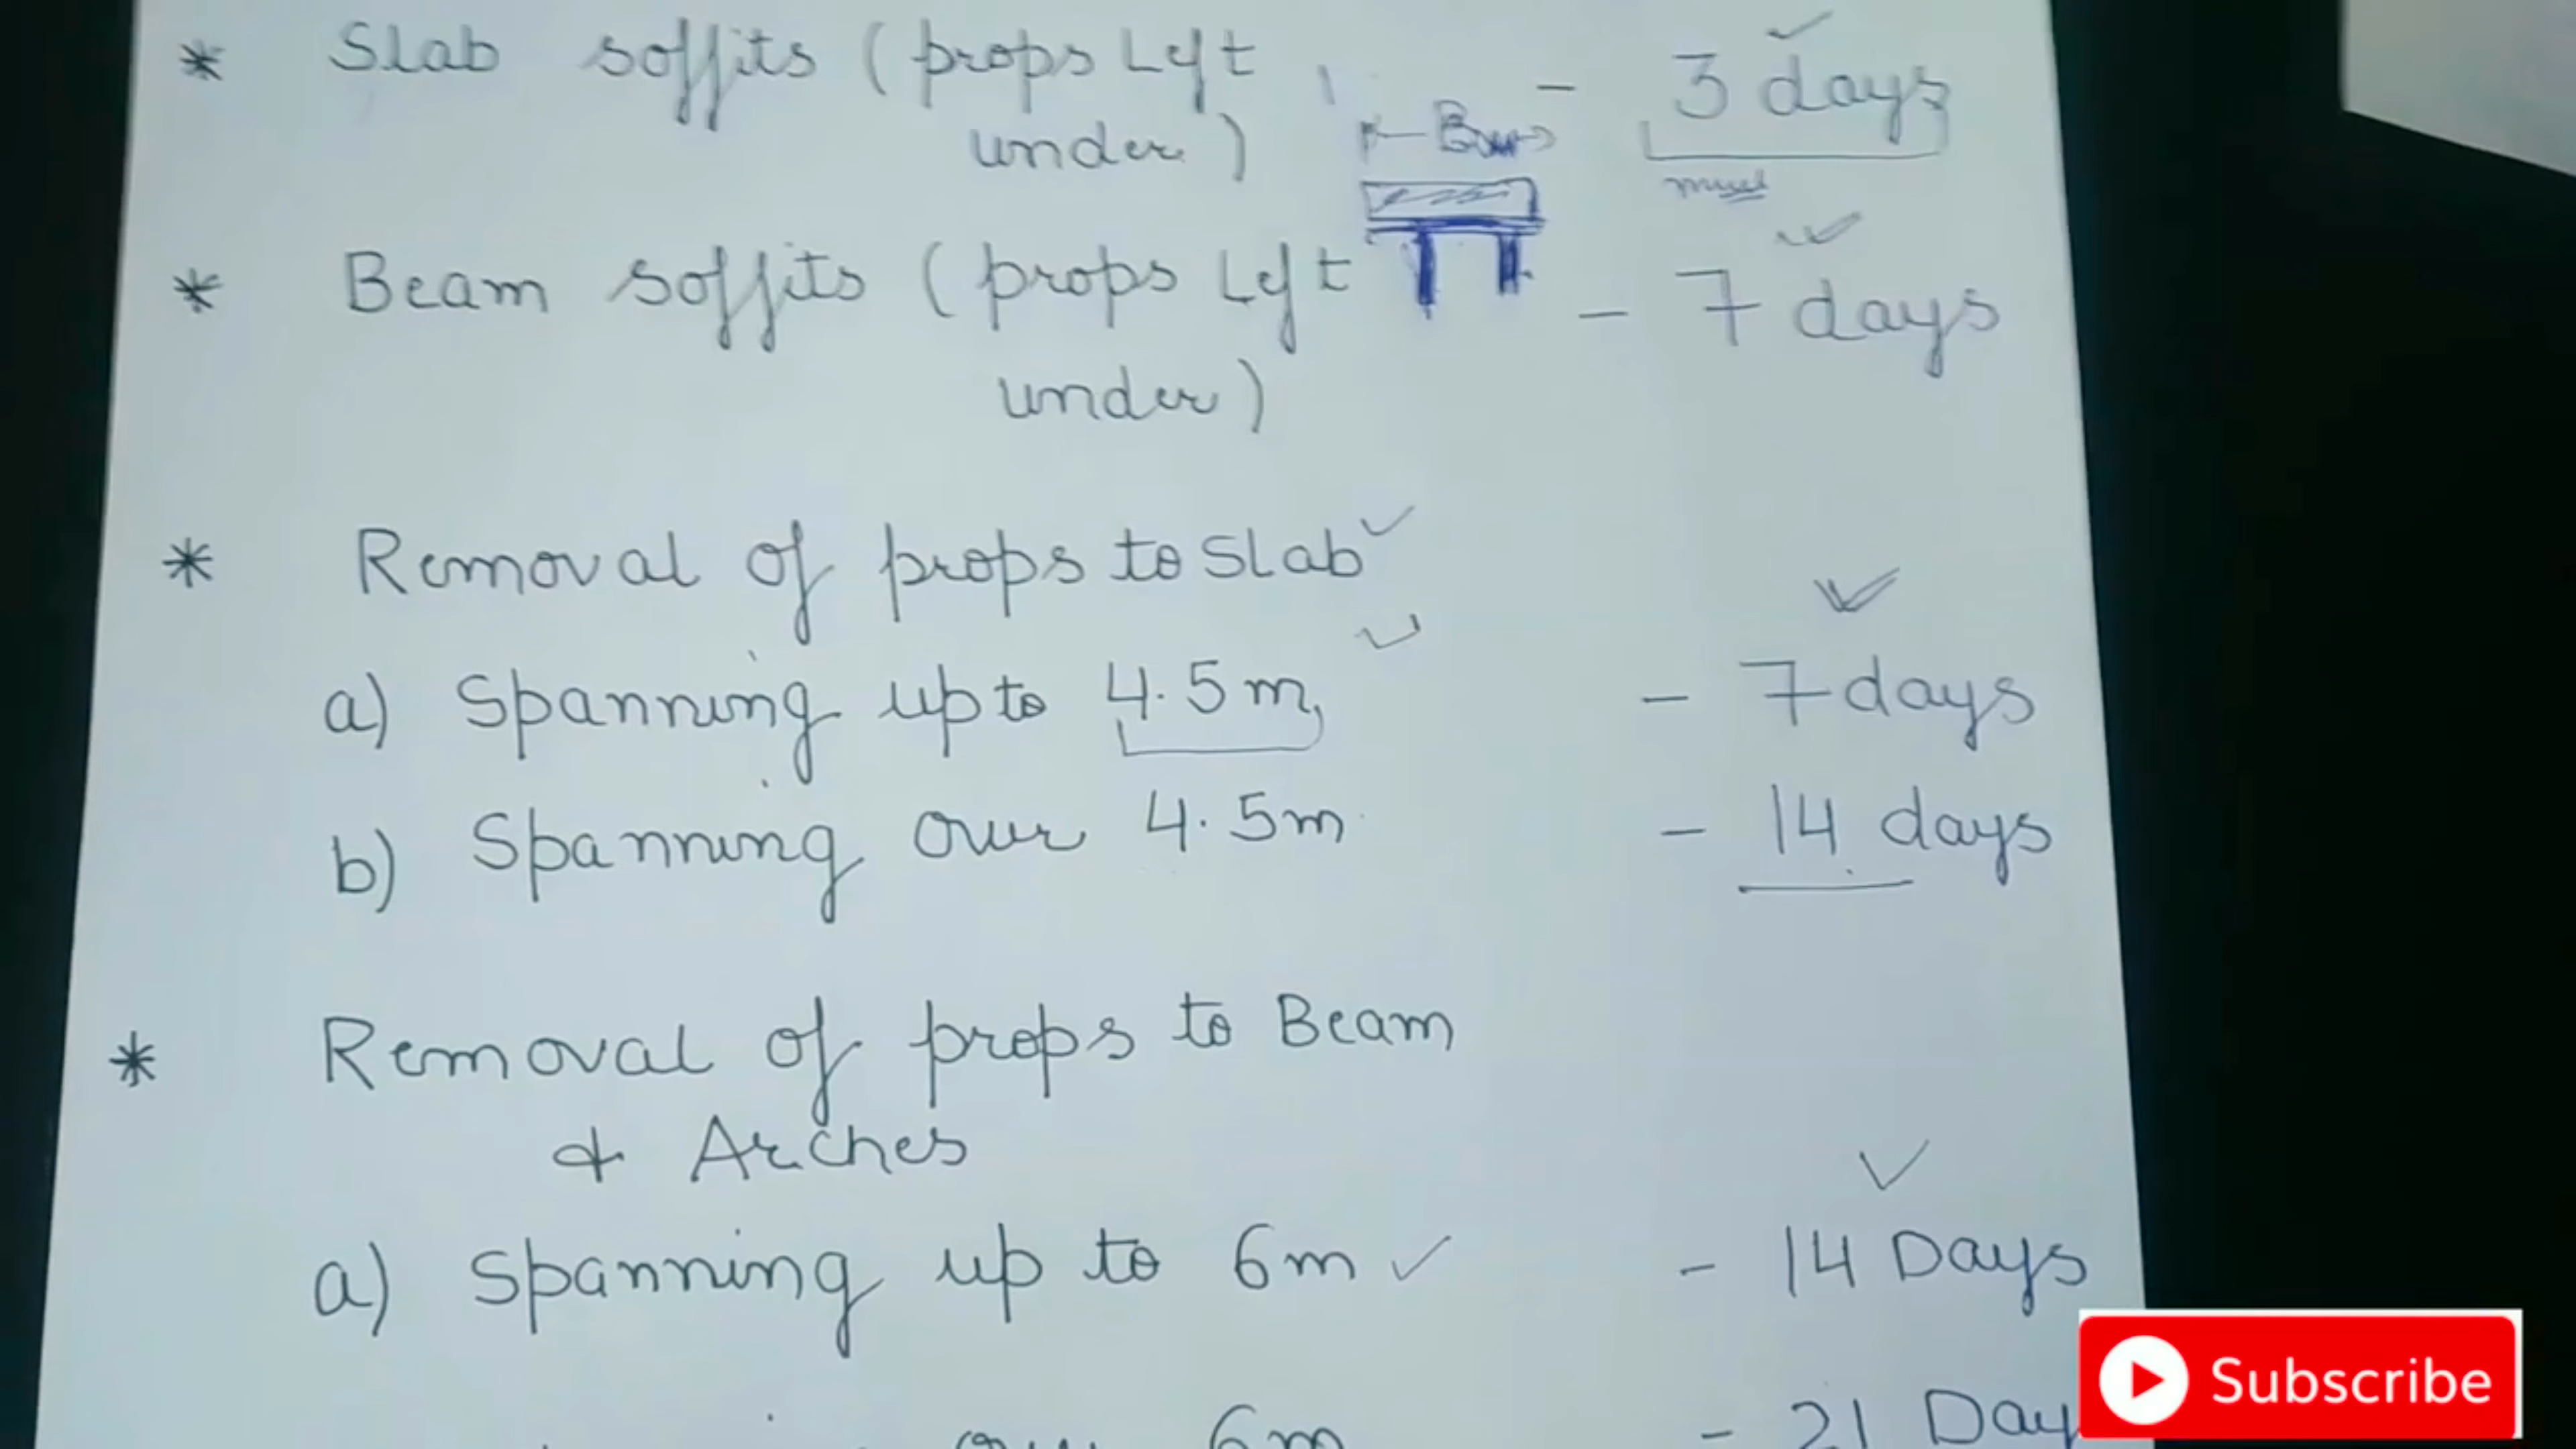 * Slab soffits (props Left - 3 days
under)
* Beam soffits (props Left - 7 days
under)
* Removal of props to Slab
a) Spanning up to 4.5m - 7 days
b) Spanning over 4.5m - 14 days
* Removal of props to Beam
& Arches
a) Spanning up to 6m - 14 Days
over 6m - 21 Day
Subscribe